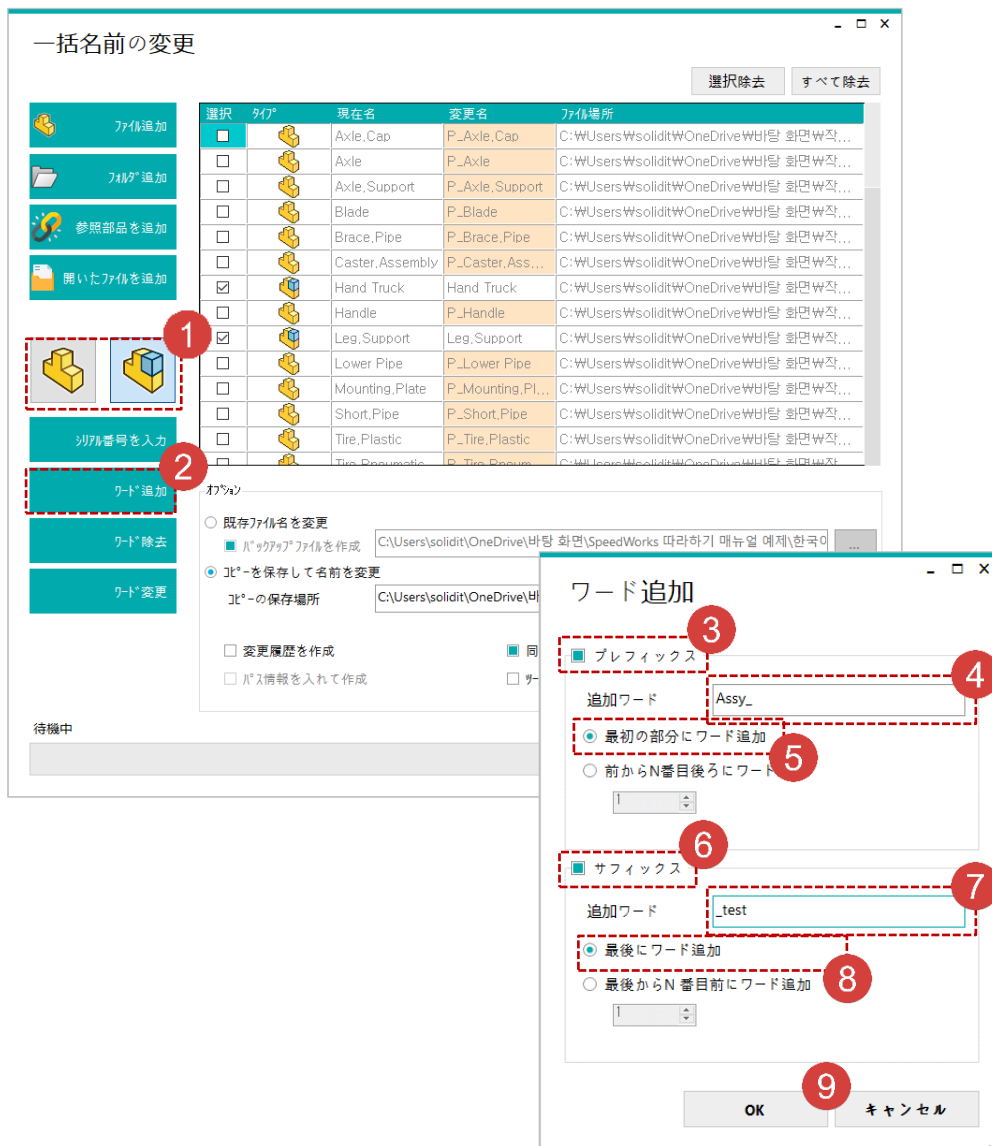 一括名前の変更
選択除去 すべて除去
ファイル追加
フォルダ追加
参照部品を追加
開いたファイルを追加
選択 タイプ 現在名 変更名 ファイル場所
Axle,Cap P_Axle,Cap C:₩Users₩solidit₩OneDrive₩바탕 화면₩작...
Axle P_Axle C:₩Users₩solidit₩OneDrive₩바탕 화면₩작...
Axle,Support P_Axle,Support C:₩Users₩solidit₩OneDrive₩바탕 화면₩작...
Blade P_Blade C:₩Users₩solidit₩OneDrive₩바탕 화면₩작...
Brace,Pipe P_Brace,Pipe C:₩Users₩solidit₩OneDrive₩바탕 화면₩작...
Caster,Assembly P_Caster,Ass... C:₩Users₩solidit₩OneDrive₩바탕 화면₩작...
Hand Truck Hand Truck C:₩Users₩solidit₩OneDrive₩바탕 화면₩작...
Handle P_Handle C:₩Users₩solidit₩OneDrive₩바탕 화면₩작...
Leg,Support Leg,Support C:₩Users₩solidit₩OneDrive₩바탕 화면₩작...
Lower Pipe P_Lower Pipe C:₩Users₩solidit₩OneDrive₩바탕 화면₩작...
Mounting,Plate P_Mounting,Pl... C:₩Users₩solidit₩OneDrive₩바탕 화면₩작...
Short,Pipe P_Short,Pipe C:₩Users₩solidit₩OneDrive₩바탕 화면₩작...
Tire,Plastic P_Tire,Plastic C:₩Users₩solidit₩OneDrive₩바탕 화면₩작...
Tire,Pneumatic P_Tire,Pneum... C:₩Users₩solidit₩OneDrive₩바탕 화면₩작...
1
シリアル番号を入力
2
ワード追加
ワード除去
ワード変更
オプション
既存ファイル名を変更
バックアップファイルを作成 C:\Users\solidit\OneDrive\바탕 화면\SpeedWorks 따라하기 매뉴얼 예제\한국어 ...
コピーを保存して名前を変更
コピーの保存場所 C:\Users\solidit\OneDrive\바
変更履歴を作成 同
パス情報を入れて作成 サー
待機中
ワード追加
3
プレフィックス
4
追加ワード Assy_
最初の部分にワード追加
5
前からN番目後ろにワード
1
6
サフィックス
7
追加ワード _test
最後にワード追加
8
最後からN 番目前にワード追加
1
9
OK キャンセル